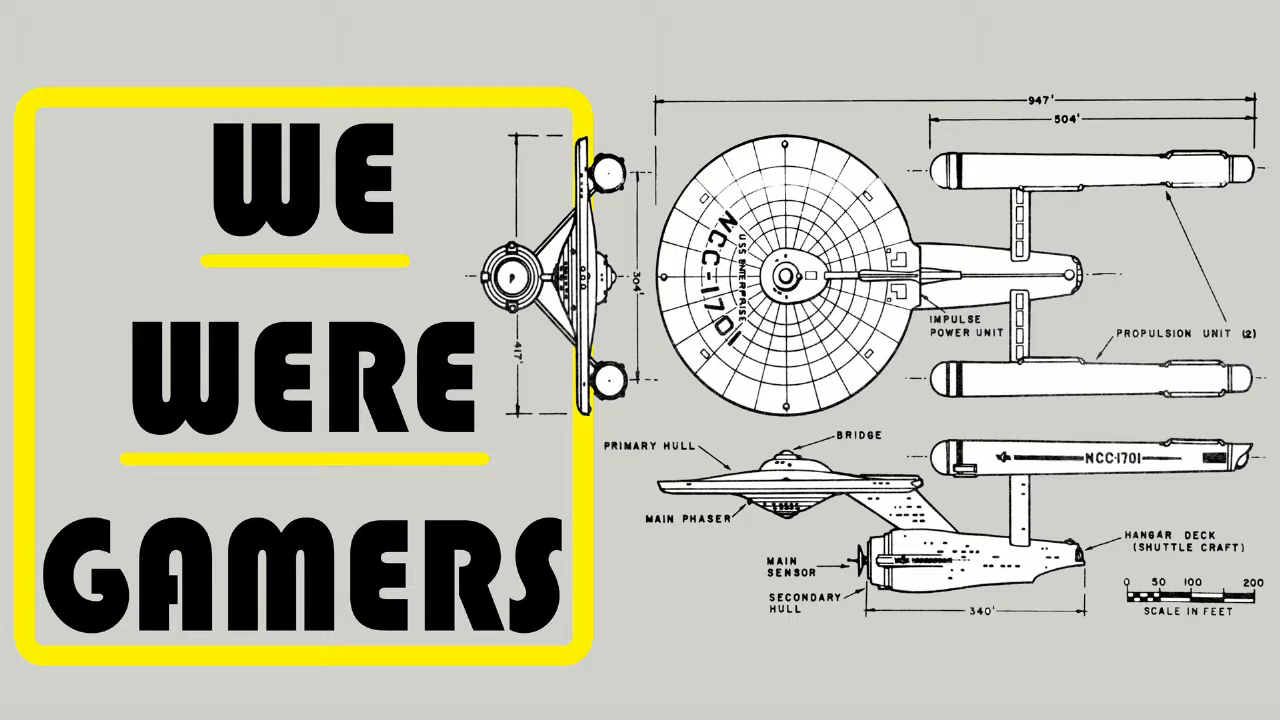 WE
WERE
GAMERS
417'
304'
947'
504'
NCC-1701
USS ENTERPRISE
IMPULSE
POWER UNIT
PROPULSION UNIT (2)
PRIMARY HULL
BRIDGE
MAIN PHASER
NCC-1701
HANGAR DECK
(SHUTTLE CRAFT)
MAIN
SENSOR
SECONDARY
HULL
340'
0 50 100 200
SCALE IN FEET